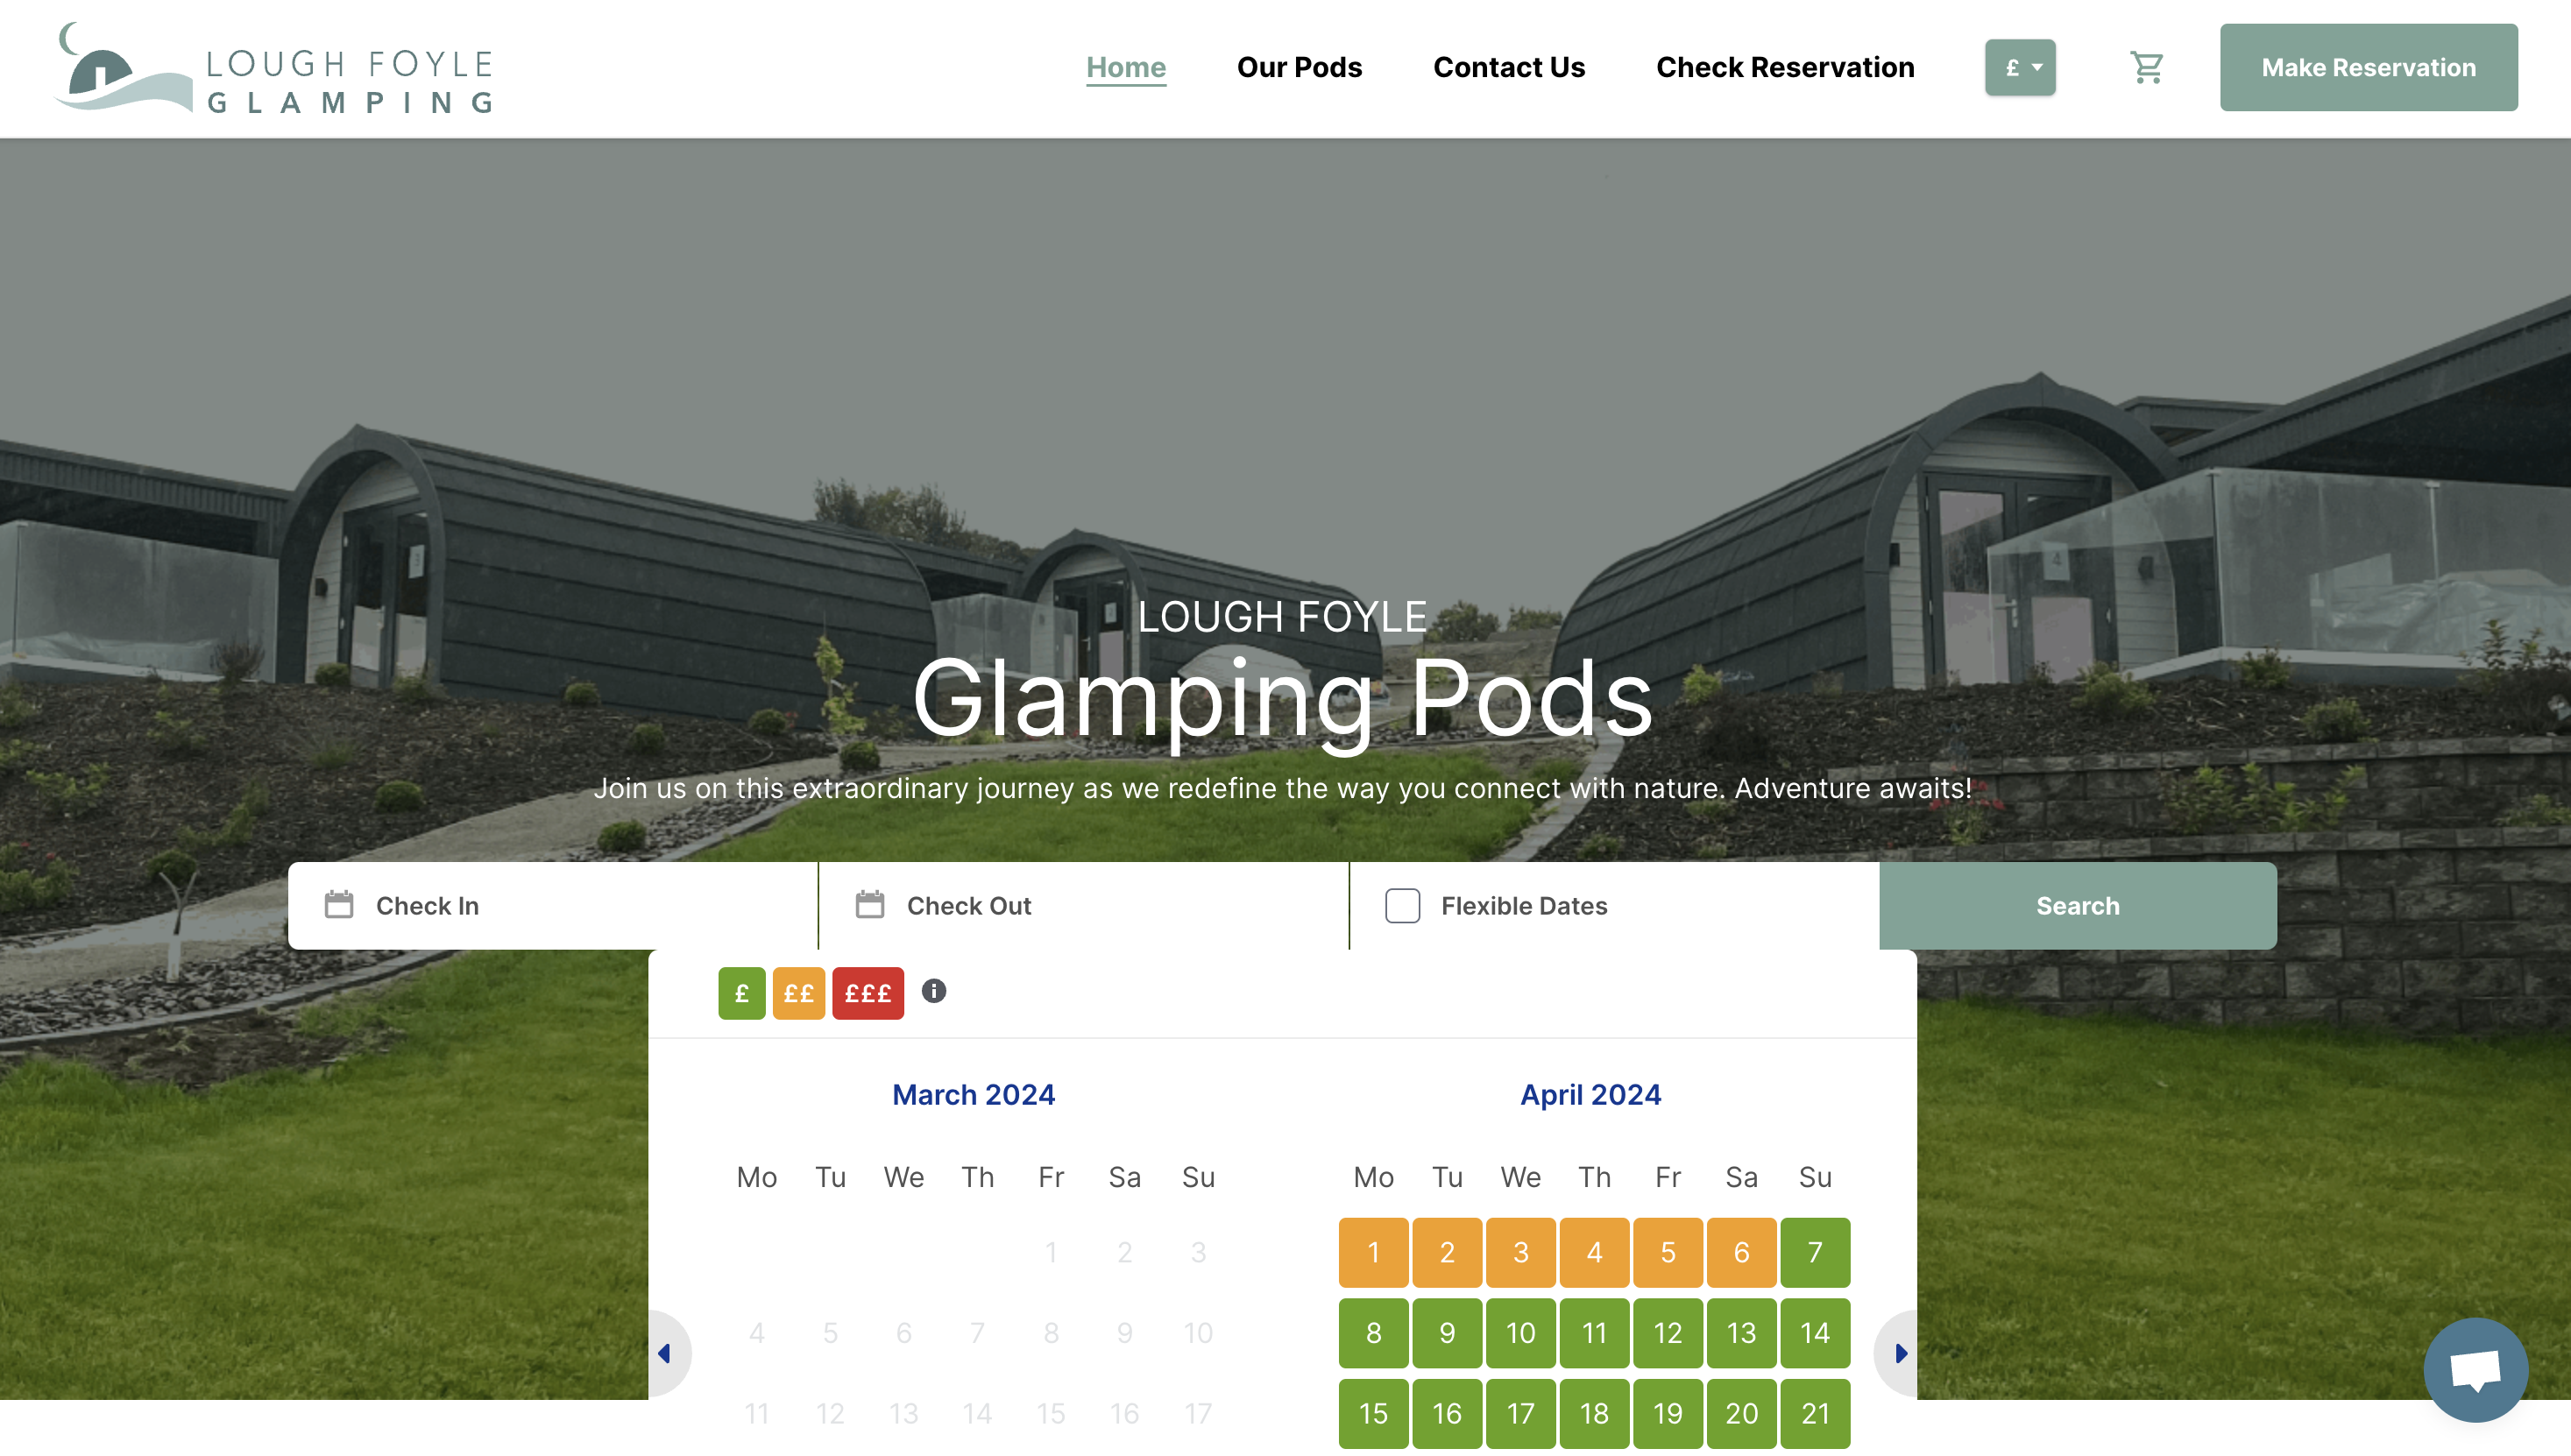 LOUGH FOYLE
GLAMPING
Home
Our Pods
Contact Us
Check Reservation
£
Make Reservation
3
4
LOUGH FOYLE
Glamping Pods
Join us on this extraordinary journey as we redefine the way you connect with nature. Adventure awaits!
Check In
Check Out
Flexible Dates
Search
£ ££ £££
March 2024
Mo Tu We Th Fr Sa Su
1 2 3
4 5 6 7 8 9 10
11 12 13 14 15 16 17
April 2024
Mo Tu We Th Fr Sa Su
1 2 3 4 5 6 7
8 9 10 11 12 13 14
15 16 17 18 19 20 21